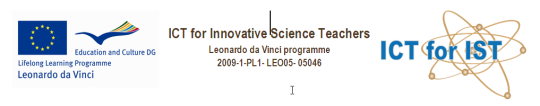 Education and Culture DG
Lifelong Learning Programme
Leonardo da Vinci
ICT for Innovative Science Teachers
Leonardo da Vinci programme
2009-1-PL1- LEO05- 05046
ICT for IST